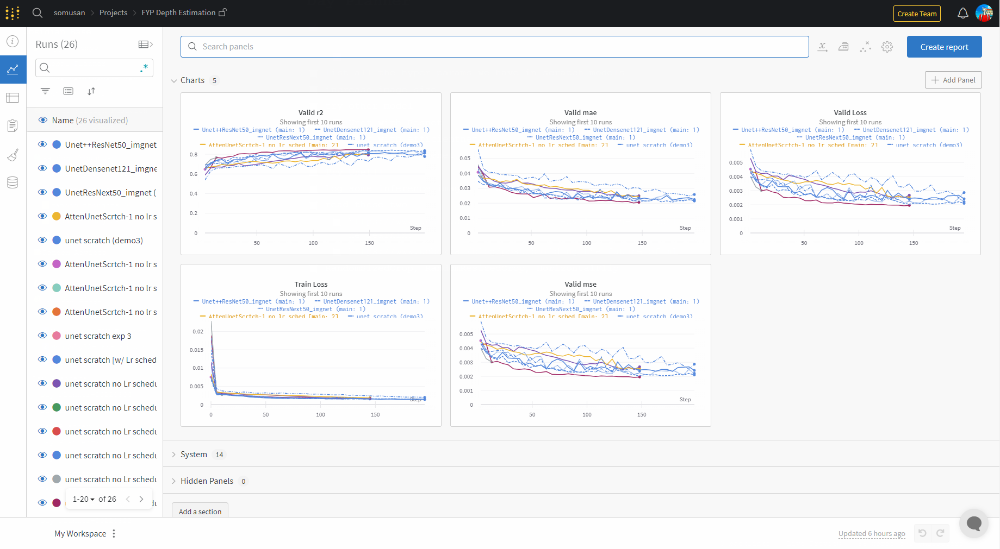 somusan > Projects > FYP Depth Estimation
Create Team
Runs (26)
Search panels
Create report
.*
Charts 5
Add Panel
Name (26 visualized)
Unet++ResNet50_imgnet
UnetDensenet121_imgne
UnetResNext50_imgnet (
AttenUnetScrtch-1 no lr s
unet scratch (demo3)
AttenUnetScrtch-1 no lr s
AttenUnetScrtch-1 no lr s
AttenUnetScrtch-1 no lr s
unet scratch exp 3
unet scratch [w/ Lr sched
unet scratch no Lr schedu
unet scratch no Lr schedu
unet scratch no Lr schedu
unet scratch no Lr schedu
unet scratch no Lr schedu
1-20 of 26
Valid r2
Showing first 10 runs
Unet++ResNet50_imgnet (main: 1) UnetDensenet121_imgnet (main: 1)
UnetResNext50_imgnet (main: 1)
AttenUnetScrtch-1 no lr sched [main: 2] unet scratch (demo3)
0.8
0.6
0.4
0.2
0
Step
50 100 150
Valid mae
Showing first 10 runs
Unet++ResNet50_imgnet (main: 1) UnetDensenet121_imgnet (main: 1)
UnetResNext50_imgnet (main: 1)
AttenUnetScrtch-1 no lr sched [main: 2] unet scratch (demo3)
0.05
0.04
0.03
0.02
0.01
0
Step
50 100 150
Valid Loss
Showing first 10 runs
Unet++ResNet50_imgnet (main: 1) UnetDensenet121_imgnet (main: 1)
UnetResNext50_imgnet (main: 1)
AttenUnetScrtch-1 no lr sched [main: 2] unet scratch (demo3)
0.005
0.004
0.003
0.002
0.001
0
Step
50 100 150
Train Loss
Showing first 10 runs
Unet++ResNet50_imgnet (main: 1) UnetDensenet121_imgnet (main: 1)
UnetResNext50_imgnet (main: 1)
AttenUnetScrtch-1 no lr sched [main: 2] unet scratch (demo3)
0.02
0.015
0.01
0.005
0
Step
0 50 100 150
Valid mse
Showing first 10 runs
Unet++ResNet50_imgnet (main: 1) UnetDensenet121_imgnet (main: 1)
UnetResNext50_imgnet (main: 1)
AttenUnetScrtch-1 no lr sched [main: 2] unet scratch (demo3)
0.005
0.004
0.003
0.002
0.001
0
Step
50 100 150
System 14
Hidden Panels 0
Add a section
My Workspace
Updated 6 hours ago